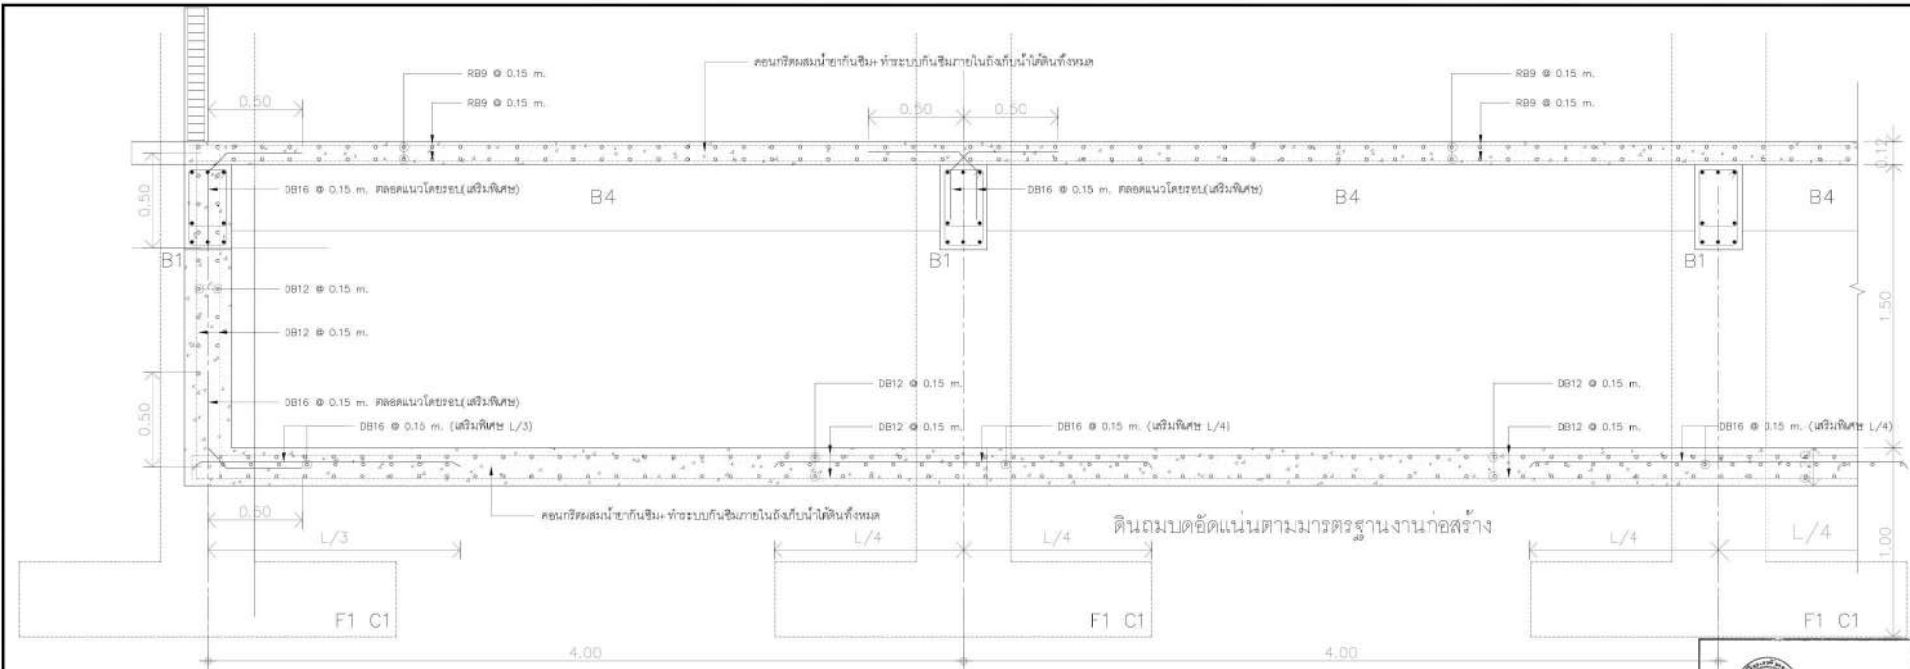 คอนกรีตผสมน้ำยากันซึม+ ทำระบบกันซึมภายในถังเก็บน้ำใต้ดินทั้งหมด
RB9 @ 0.15 m.
RB9 @ 0.15 m.
RB9 @ 0.15 m.
RB9 @ 0.15 m.
0.50
0.50
0.50
0.12
0.50
DB16 @ 0.15 m. ตลอดแนวโดยรอบ(เสริมพิเศษ)
B4
DB16 @ 0.15 m. ตลอดแนวโดยรอบ(เสริมพิเศษ)
B4
B4
B1
B1
B1
DB12 @ 0.15 m.
1.50
DB12 @ 0.15 m.
DB12 @ 0.15 m.
DB12 @ 0.15 m.
0.50
DB16 @ 0.15 m. ตลอดแนวโดยรอบ(เสริมพิเศษ)
DB16 @ 0.15 m. (เสริมพิเศษ L/3)
DB12 @ 0.15 m.
DB16 @ 0.15 m. (เสริมพิเศษ L/4)
DB12 @ 0.15 m.
DB16 @ 0.15 m. (เสริมพิเศษ L/4)
0.50
คอนกรีตผสมน้ำยากันซึม+ ทำระบบกันซึมภายในถังเก็บน้ำใต้ดินทั้งหมด
ดินถมบดอัดแน่นตามมาตรฐานงานก่อสร้าง
L/3
L/4
L/4
L/4
L/4
1.00
F1 C1
F1 C1
F1 C1
4.00
4.00